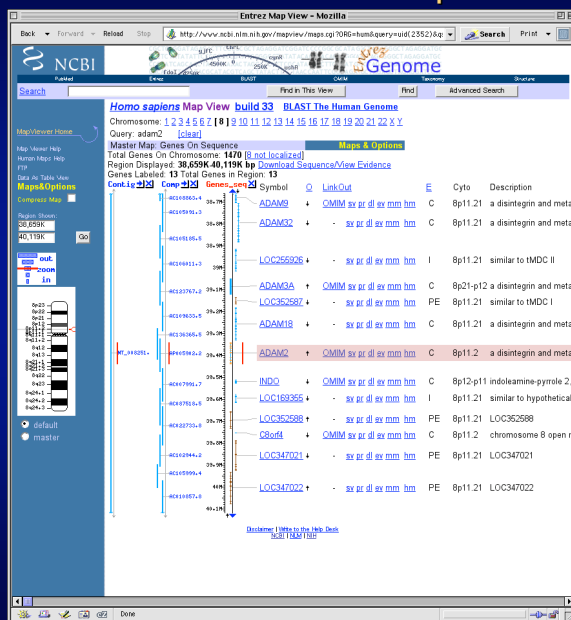 Entrez Map View - Mozilla
Back Forward Reload Stop http://www.ncbi.nlm.nih.gov/mapview/maps.cgi?ORG=hum&query=uid(2352)&q Search Print
NCBI
Entrez Genome
PubMed Entrez BLAST OMIM Taxonomy Structure
Search Find in This View Find Advanced Search
Homo sapiens Map View build 33 BLAST The Human Genome
Chromosome: 1 2 3 4 5 6 7 [ 8 ] 9 10 11 12 13 14 15 16 17 18 19 20 21 22 X Y
Query: adam2 [clear]
Master Map: Genes On Sequence Maps & Options
Total Genes On Chromosome: 1470 [8 not localized]
Region Displayed: 38,659K-40,119K bp Download Sequence/View Evidence
Genes Labeled: 13 Total Genes in Region: 13
MapViewer Home
Map Viewer Help
Human Maps Help
FTP
Data As Table View
Maps&Options
Compress Map
Region Shown:
38,659K
40,119K Go
out
zoom
in
default
master
Contig Comp Genes_seq Symbol O LinkOut E Cyto Description
ADAM9 OMIM sv pr dl ev mm hm C 8p11.21 a disintegrin and meta
ADAM32 sv pr dl ev mm hm C 8p11.21 a disintegrin and meta
LOC255926 - sv pr dl ev mm hm I 8p11.21 similar to tMDC II
ADAM3A OMIM sv pr dl ev mm hm C 8p21-p12 a disintegrin and meta
LOC352587 - sv pr dl ev mm hm PE 8p11.21 similar to tMDC I
ADAM18 sv pr dl ev mm hm C 8p11.21 a disintegrin and meta
ADAM2 OMIM sv pr dl ev mm hm C 8p11.2 a disintegrin and meta
INDO OMIM sv pr dl ev mm hm C 8p12-p11 indoleamine-pyrrole 2,
LOC169355 - sv pr dl ev mm hm I 8p11.21 similar to hypothetical
LOC352588 - sv pr dl ev mm hm PE 8p11.21 LOC352588
C8orf4 OMIM sv pr dl ev mm hm C 8p11.2 chromosome 8 open r
LOC347021 - sv pr dl ev mm hm PE 8p11.21 LOC347021
LOC347022 - sv pr dl ev mm hm PE 8p11.21 LOC347022
Disclaimer | Write to the Help Desk
NCBI | NLM | NIH
Done